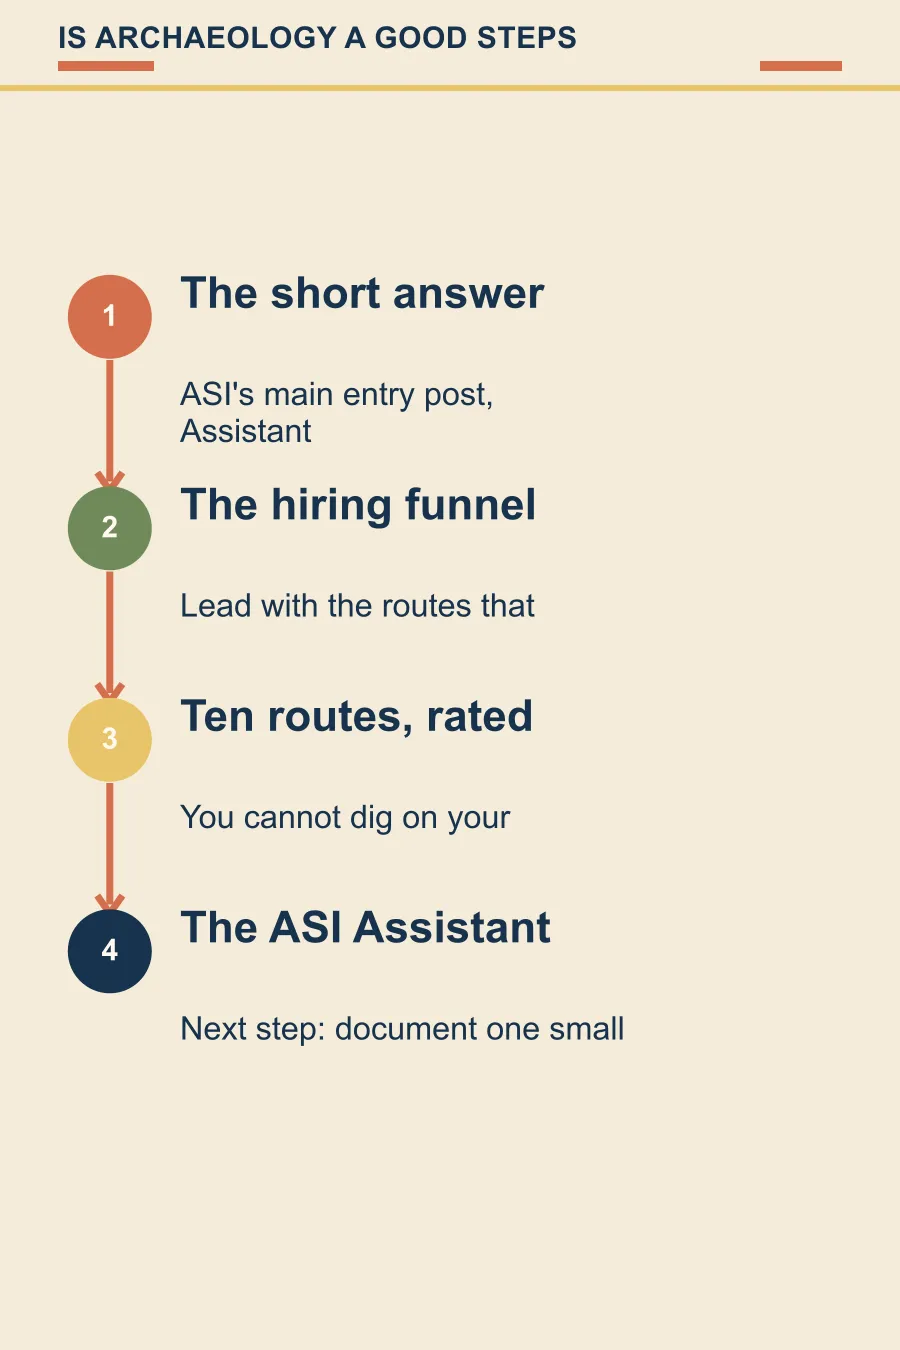 IS ARCHAEOLOGY A GOOD STEPS
1
The short answer
ASI's main entry post,
Assistant
2
The hiring funnel
Lead with the routes that
3
Ten routes, rated
You cannot dig on your
4
The ASI Assistant
Next step: document one small